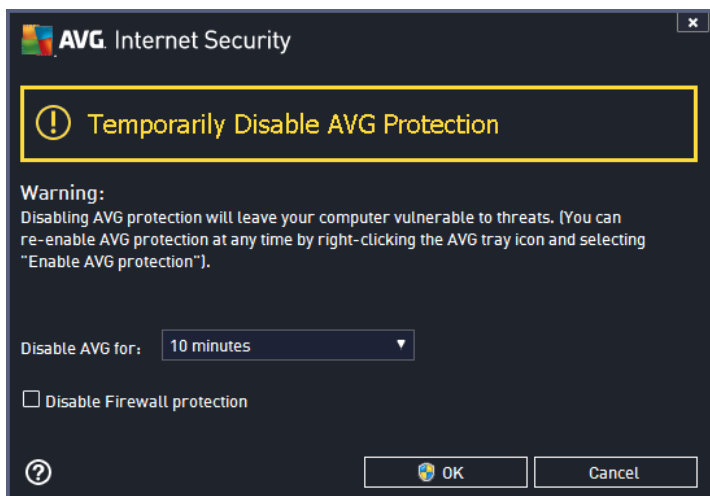 AVG. Internet Security
Temporarily Disable AVG Protection
Warning:
Disabling AVG protection will leave your computer vulnerable to threats. (You can
re-enable AVG protection at any time by right-clicking the AVG tray icon and selecting
"Enable AVG protection").
Disable AVG for: 10 minutes
Disable Firewall protection
OK Cancel